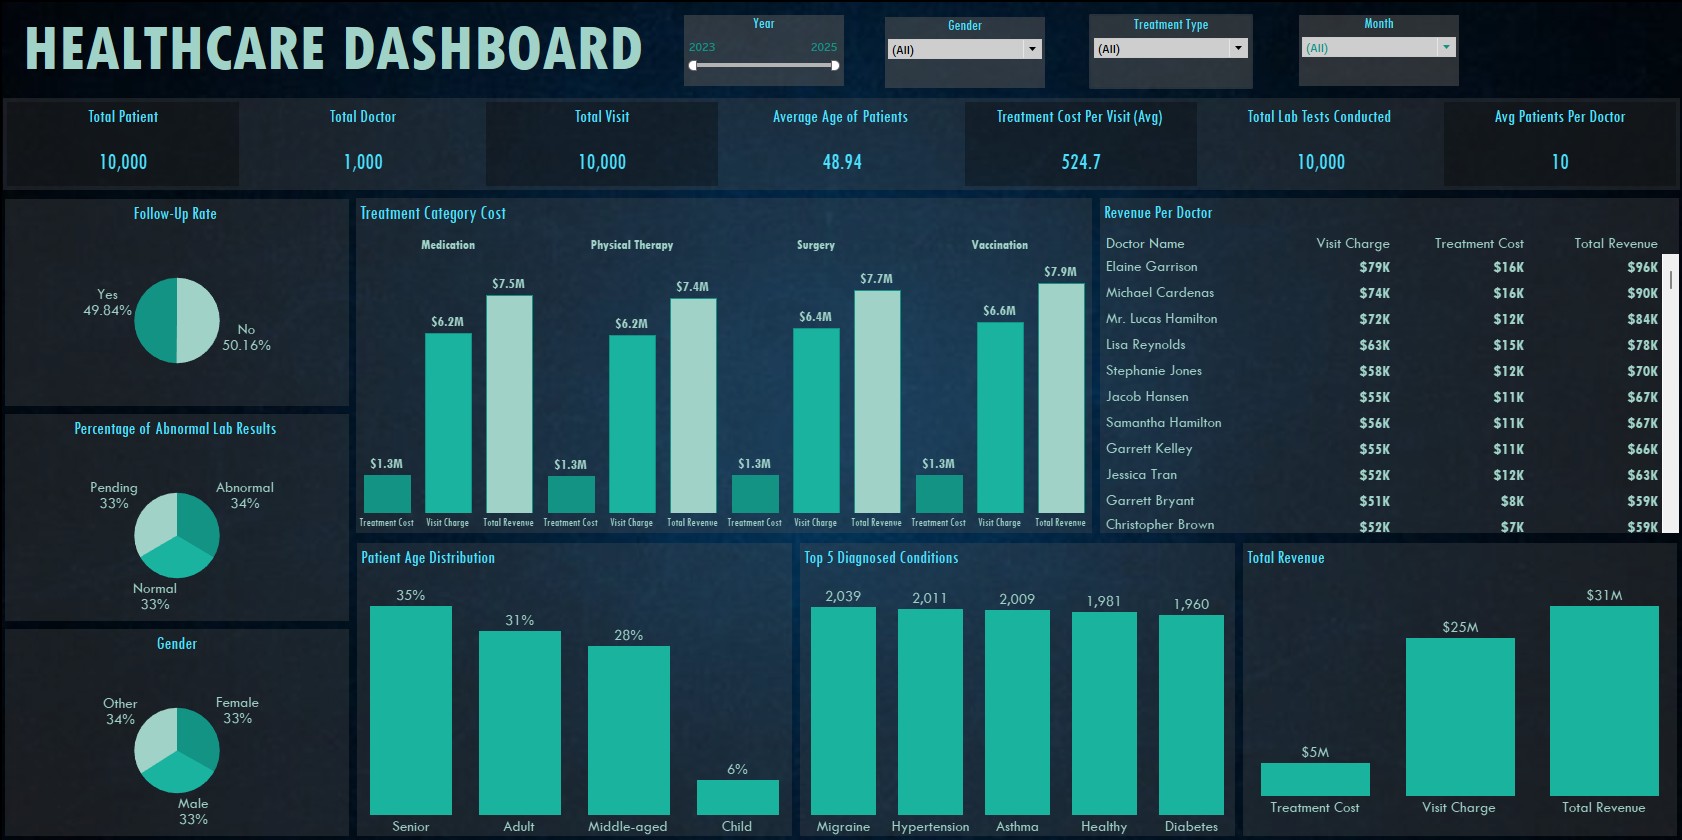 HEALTHCARE DASHBOARD
Year
2023 2025
Gender
(All)
Treatment Type
(All)
Month
(All)
Total Patient
10,000
Total Doctor
1,000
Total Visit
10,000
Average Age of Patients
48.94
Treatment Cost Per Visit (Avg)
524.7
Total Lab Tests Conducted
10,000
Avg Patients Per Doctor
10
Follow-Up Rate
Yes
49.84%
No
50.16%
Percentage of Abnormal Lab Results
Pending
33%
Abnormal
34%
Normal
33%
Gender
Other
34%
Female
33%
Male
33%
Treatment Category Cost
Medication Physical Therapy Surgery Vaccination
$1.3M $6.2M $7.5M $1.3M $6.2M $7.4M $1.3M $6.4M $7.7M $1.3M $6.6M $7.9M
Treatment Cost Visit Charge Total Revenue Treatment Cost Visit Charge Total Revenue Treatment Cost Visit Charge Total Revenue Treatment Cost Visit Charge Total Revenue
Revenue Per Doctor
Doctor Name Visit Charge Treatment Cost Total Revenue
Elaine Garrison $79K $16K $96K
Michael Cardenas $74K $16K $90K
Mr. Lucas Hamilton $72K $12K $84K
Lisa Reynolds $63K $15K $78K
Stephanie Jones $58K $12K $70K
Jacob Hansen $55K $11K $67K
Samantha Hamilton $56K $11K $67K
Garrett Kelley $55K $11K $66K
Jessica Tran $52K $12K $63K
Garrett Bryant $51K $8K $59K
Christopher Brown $52K $7K $59K
Patient Age Distribution
35% 31% 28% 6%
Senior Adult Middle-aged Child
Top 5 Diagnosed Conditions
2,039 2,011 2,009 1,981 1,960
Migraine Hypertension Asthma Healthy Diabetes
Total Revenue
$5M $25M $31M
Treatment Cost Visit Charge Total Revenue